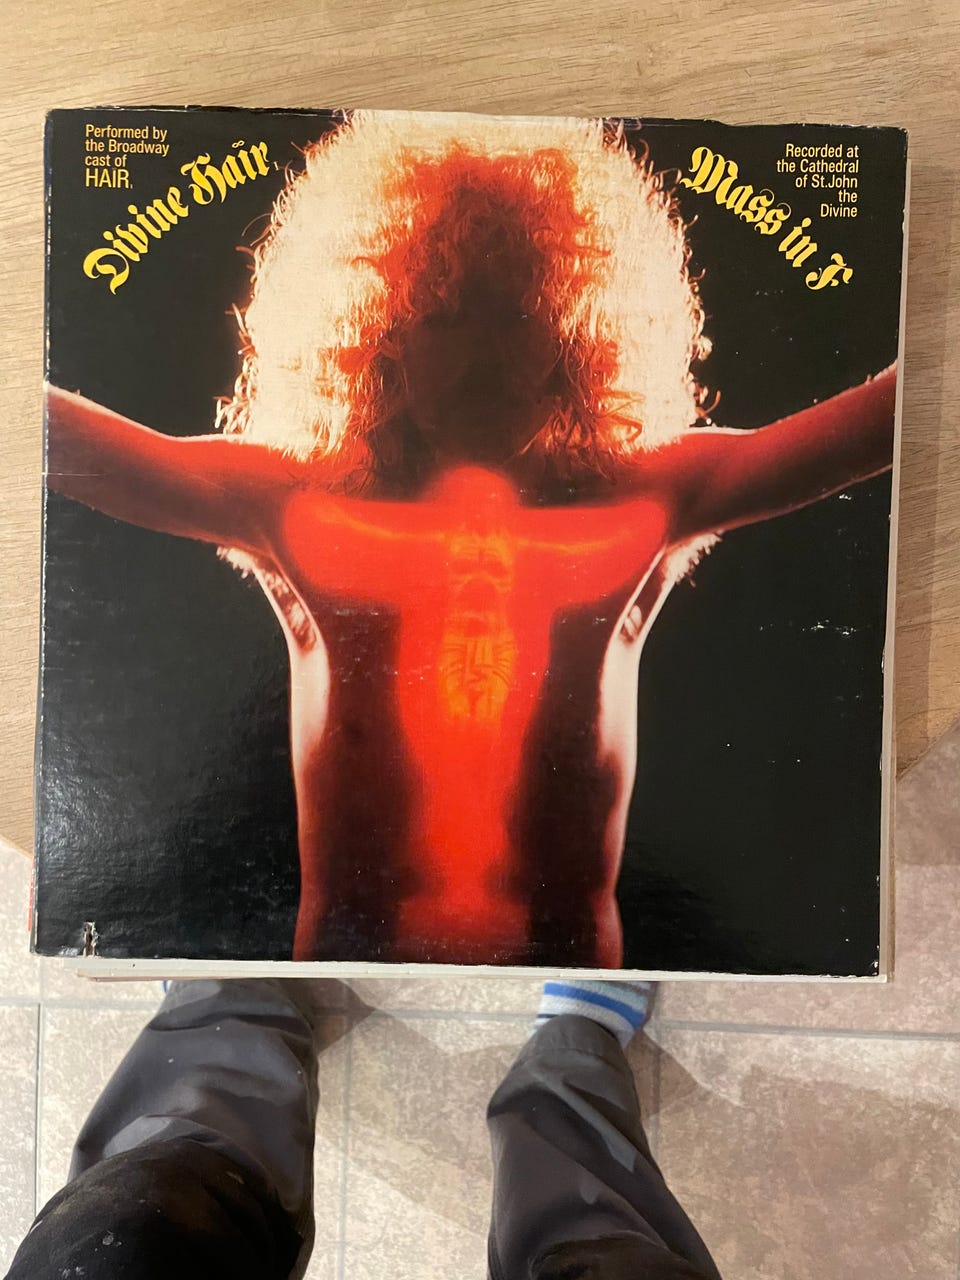 Performed by
the Broadway
cast of
HAIR.
Divine Hair,
Mass in F
Recorded at
the Cathedral
of St.John
the
Divine